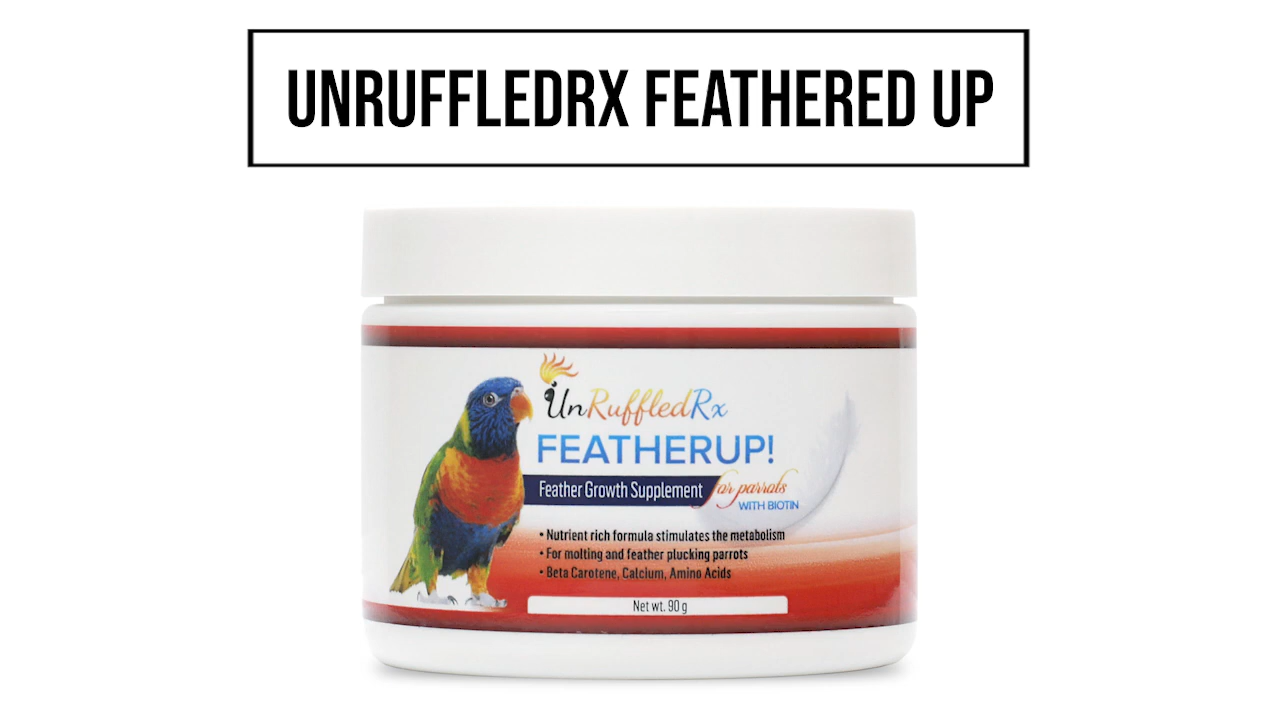 UNRUFFLEDRX FEATHERED UP
UnRuffledRx
FEATHERUP!
Feather Growth Supplement for parrots
WITH BIOTIN
• Nutrient rich formula stimulates the metabolism
• For molting and feather plucking parrots
• Beta Carotene, Calcium, Amino Acids
Net wt. 90 g